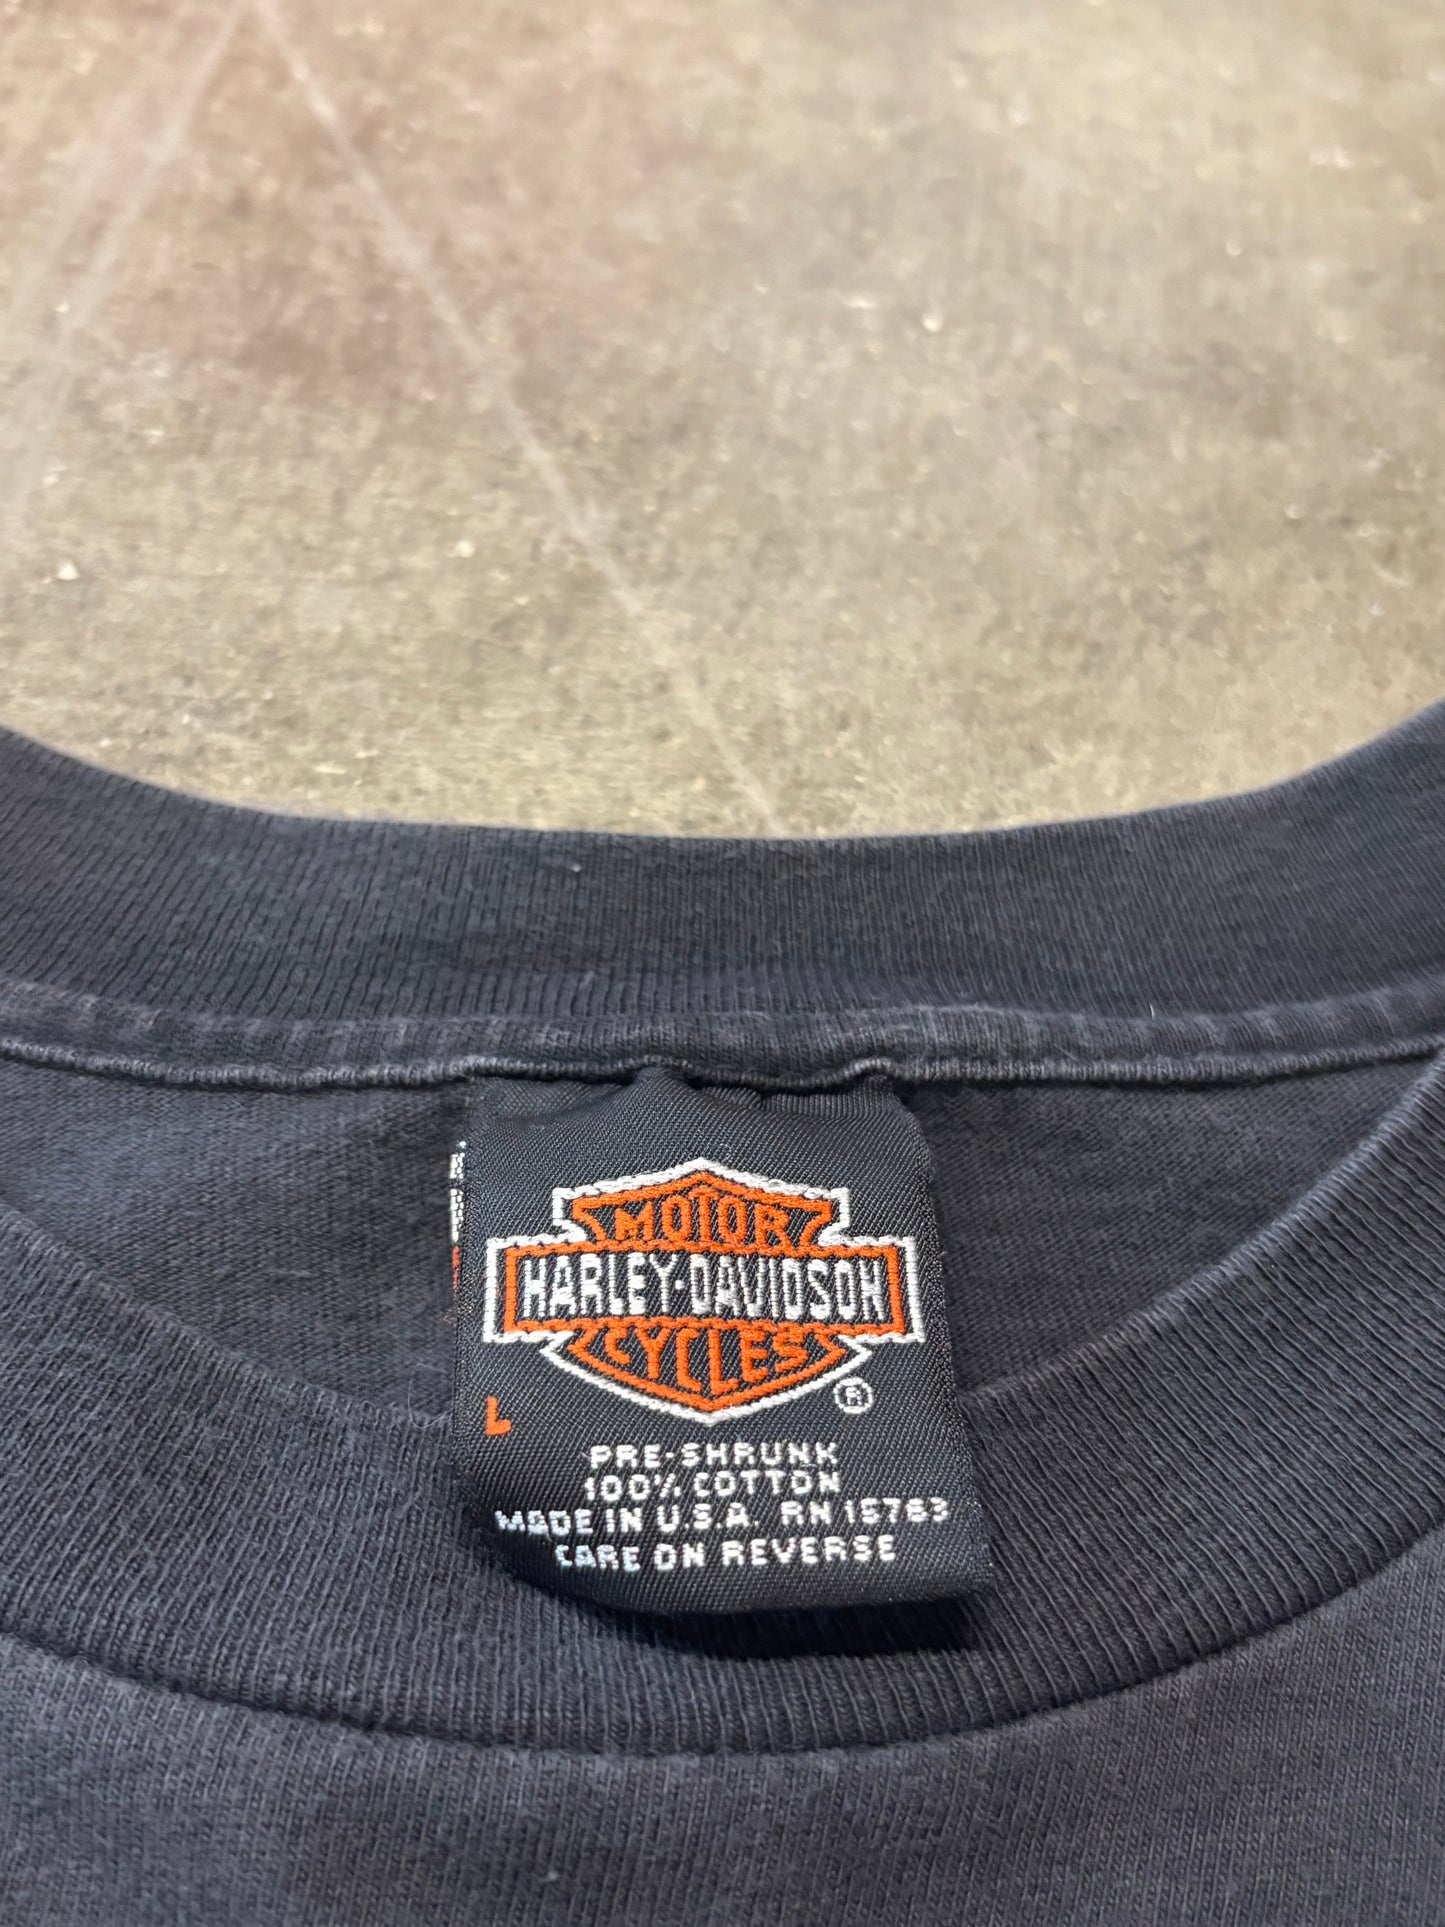 MOTOR
HARLEY-DAVIDSON
CYCLES
®
L
PRE-SHRUNK
100% COTTON
MADE IN U.S.A. RN 15763
CARE ON REVERSE